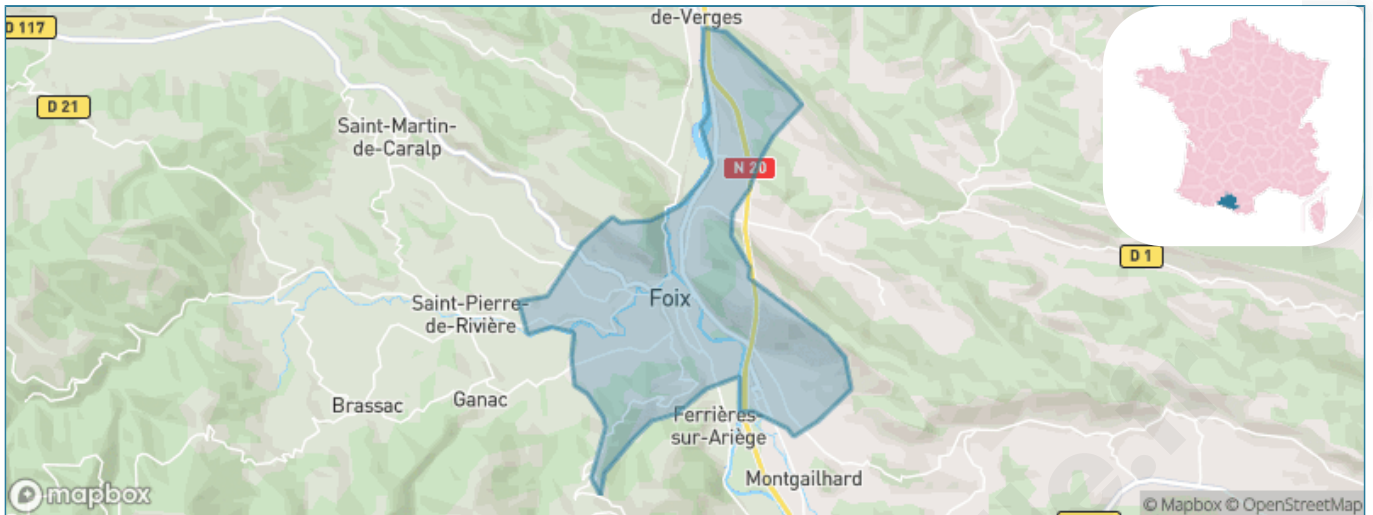 de-Verges
D 117
D 21
Saint-Martin-
de-Caralp
N 20
D 1
Foix
Saint-Pierre-
de-Rivière
Brassac
Ganac
Ferrières-
sur-Ariège
Montgailhard
mapbox
© Mapbox © OpenStreetMap